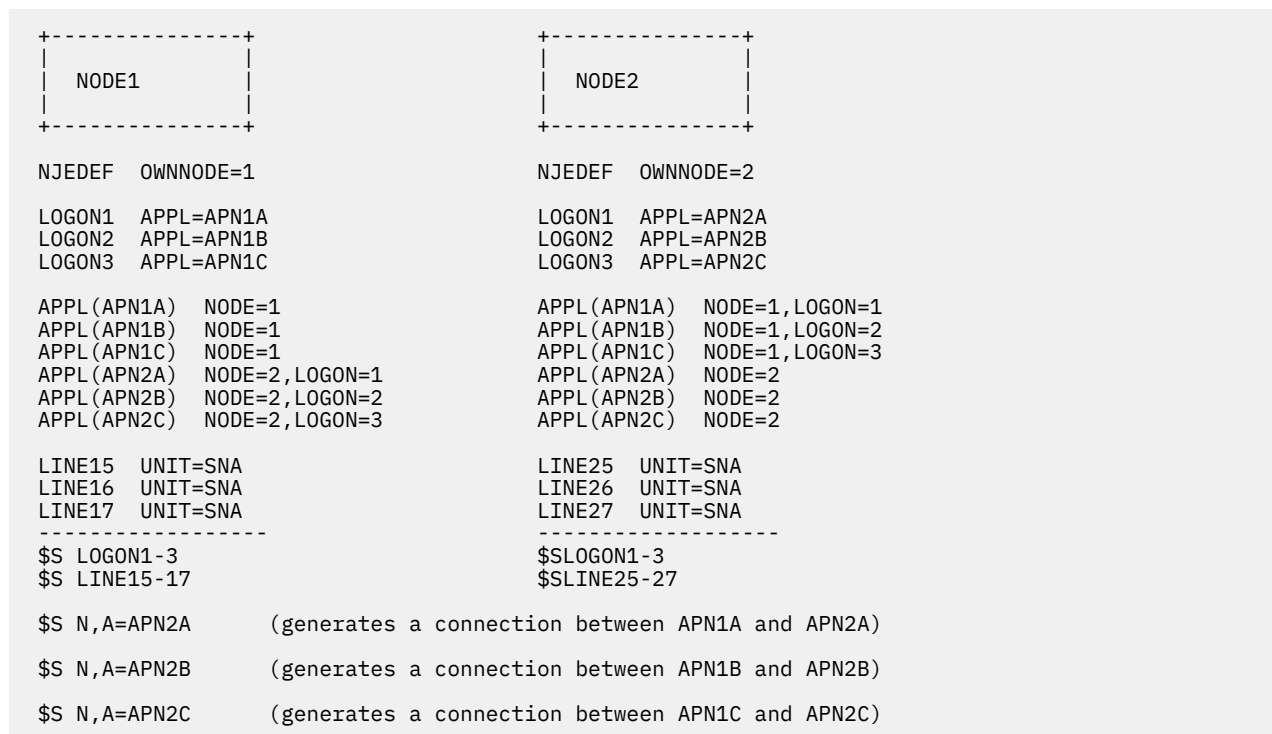 +---------------+                      +---------------+
|               |                      |               |
|  NODE1        |                      |  NODE2        |
|               |                      |               |
+---------------+                      +---------------+
NJEDEF  OWNNODE=1                      NJEDEF  OWNNODE=2
LOGON1  APPL=APN1A                     LOGON1  APPL=APN2A
LOGON2  APPL=APN1B                     LOGON2  APPL=APN2B
LOGON3  APPL=APN1C                     LOGON3  APPL=APN2C
APPL(APN1A)  NODE=1                    APPL(APN1A)  NODE=1,LOGON=1
APPL(APN1B)  NODE=1                    APPL(APN1B)  NODE=1,LOGON=2
APPL(APN1C)  NODE=1                    APPL(APN1C)  NODE=1,LOGON=3
APPL(APN2A)  NODE=2,LOGON=1            APPL(APN2A)  NODE=2
APPL(APN2B)  NODE=2,LOGON=2            APPL(APN2B)  NODE=2
APPL(APN2C)  NODE=2,LOGON=3            APPL(APN2C)  NODE=2
LINE15  UNIT=SNA                       LINE25  UNIT=SNA
LINE16  UNIT=SNA                       LINE26  UNIT=SNA
LINE17  UNIT=SNA                       LINE27  UNIT=SNA
------------------                     -------------------
$S LOGON1-3                            $SLOGON1-3
$S LINE15-17                           $SLINE25-27
$S N,A=APN2A      (generates a connection between APN1A and APN2A)
$S N,A=APN2B      (generates a connection between APN1B and APN2B)
$S N,A=APN2C      (generates a connection between APN1C and APN2C)